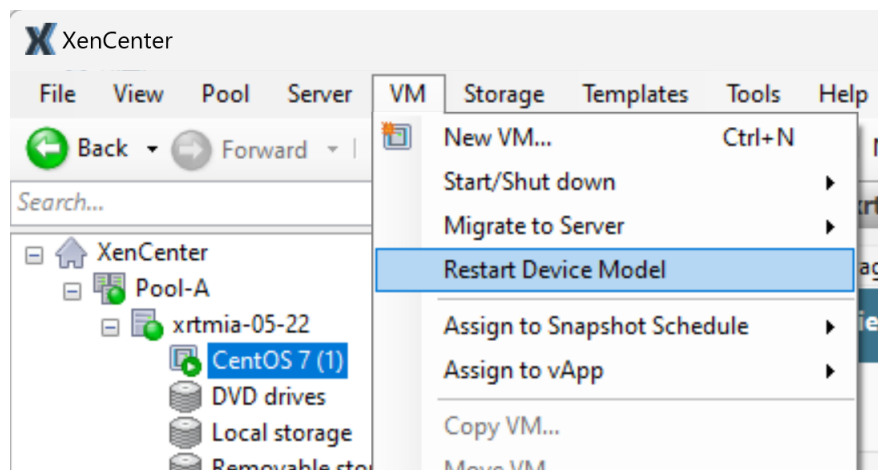 XenCenter
File View Pool Server VM Storage Templates Tools Help
Back Forward
Search...
XenCenter
Pool-A
xrtmia-05-22
CentOS 7 (1)
DVD drives
Local storage
New VM... Ctrl+N
Start/Shut down
Migrate to Server
Restart Device Model
Assign to Snapshot Schedule
Assign to vApp
Copy VM...